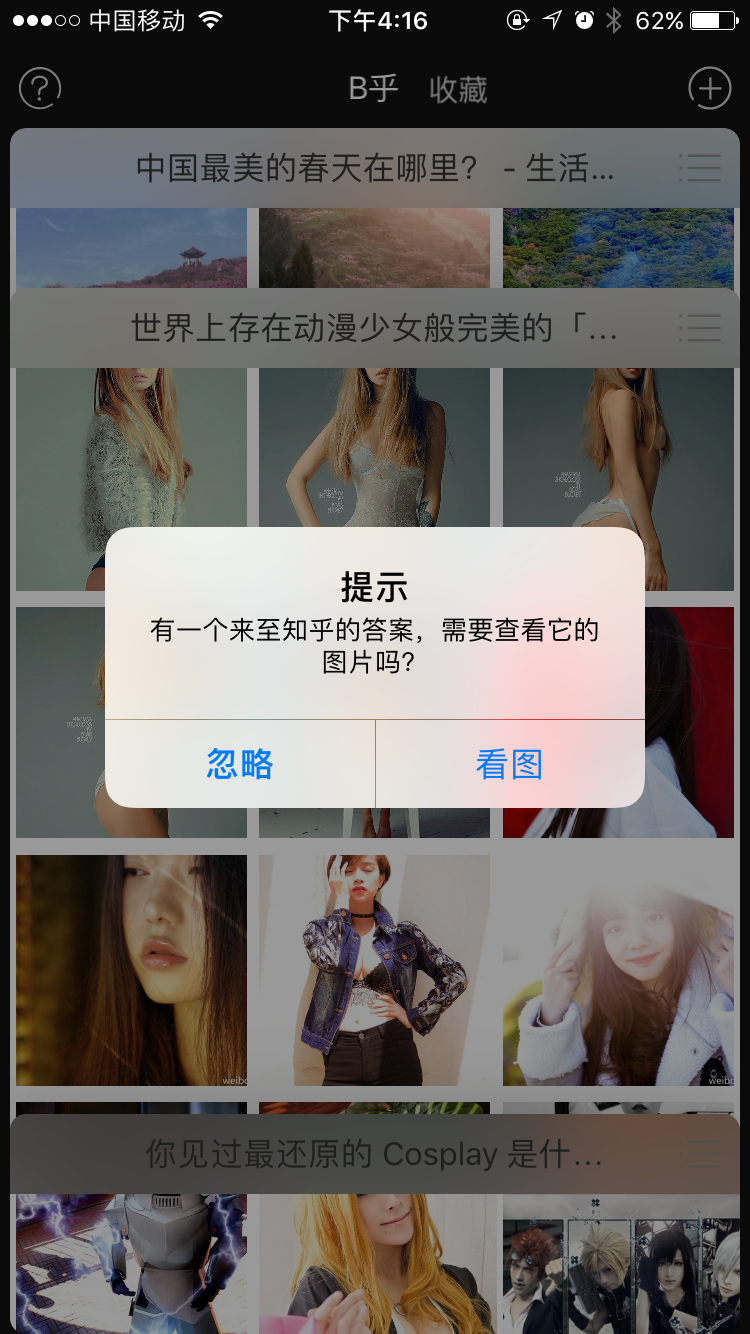 中国移动
下午4:16
62%
B乎 收藏
中国最美的春天在哪里? - 生活...
世界上存在动漫少女般完美的「...
提示
有一个来至知乎的答案，需要查看它的
图片吗?
忽略
看图
weibo
你见过最还原的 Cosplay 是什...